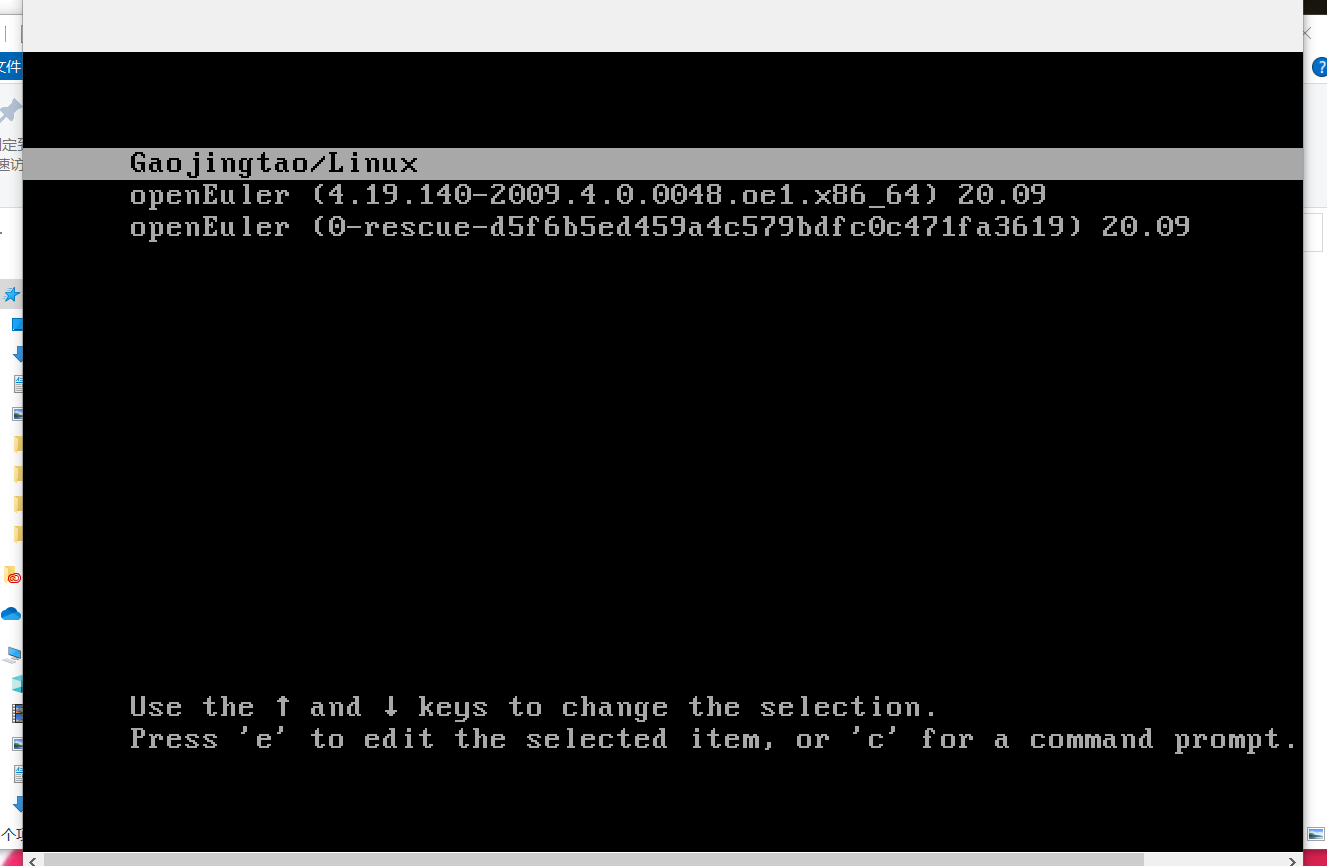 文件
?
Gaojingtao/Linux
openEuler (4.19.140-2009.4.0.0048.oe1.x86_64) 20.09
openEuler (0-rescue-d5f6b5ed459a4c579bdfc0c471fa3619) 20.09
Use the ↑ and ↓ keys to change the selection.
Press 'e' to edit the selected item, or 'c' for a command prompt.